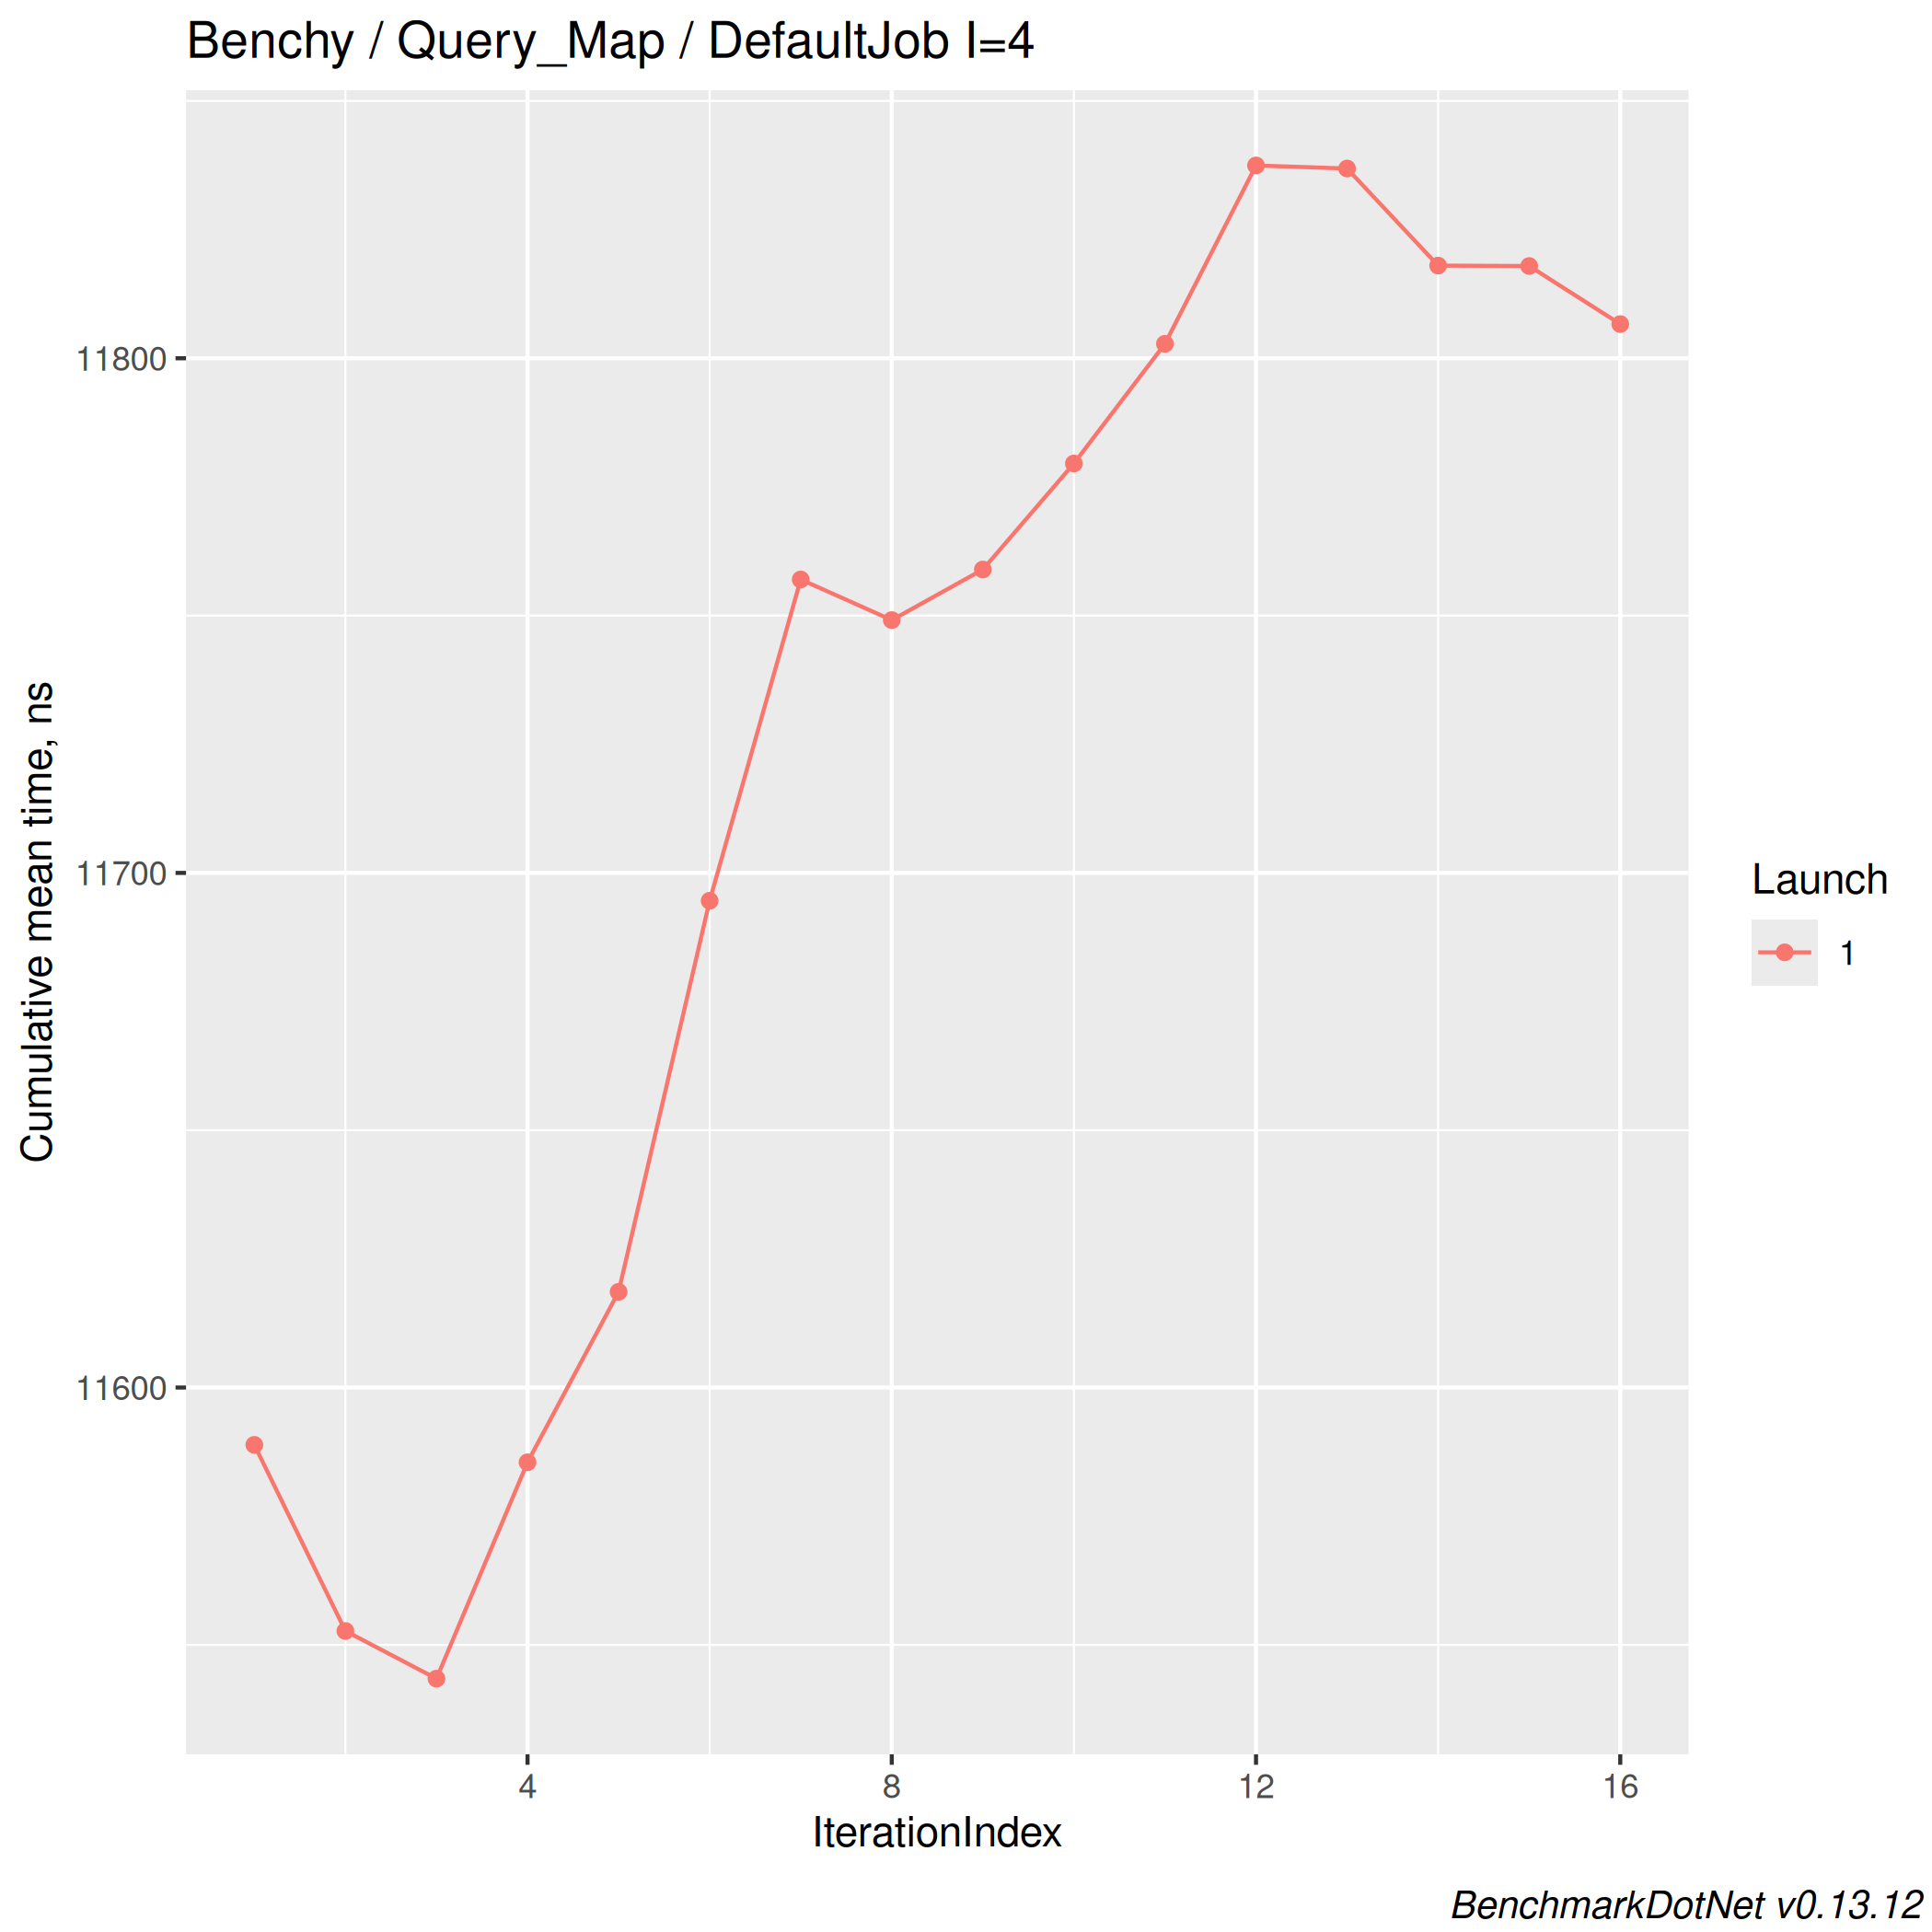 Benchy / Query_Map / DefaultJob I=4
Cumulative mean time, ns
11800
11700
11600
4
8
12
16
IterationIndex
Launch
1
BenchmarkDotNet v0.13.12